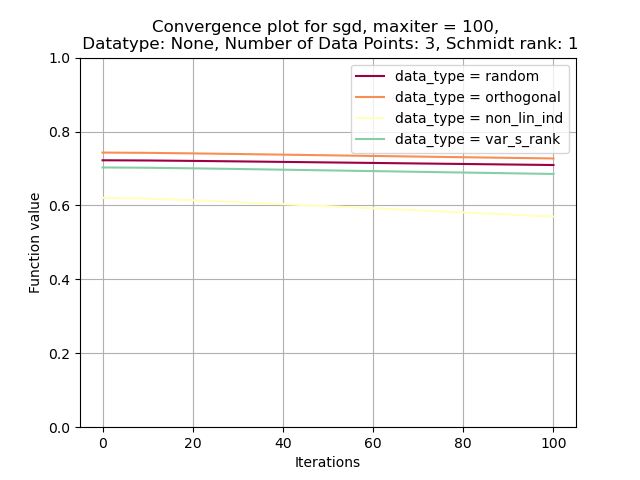 Convergence plot for sgd, maxiter = 100,
Datatype: None, Number of Data Points: 3, Schmidt rank: 1
data_type = random
data_type = orthogonal
data_type = non_lin_ind
data_type = var_s_rank
Function value
1.0
0.8
0.6
0.4
0.2
0.0
0 20 40 60 80 100
Iterations